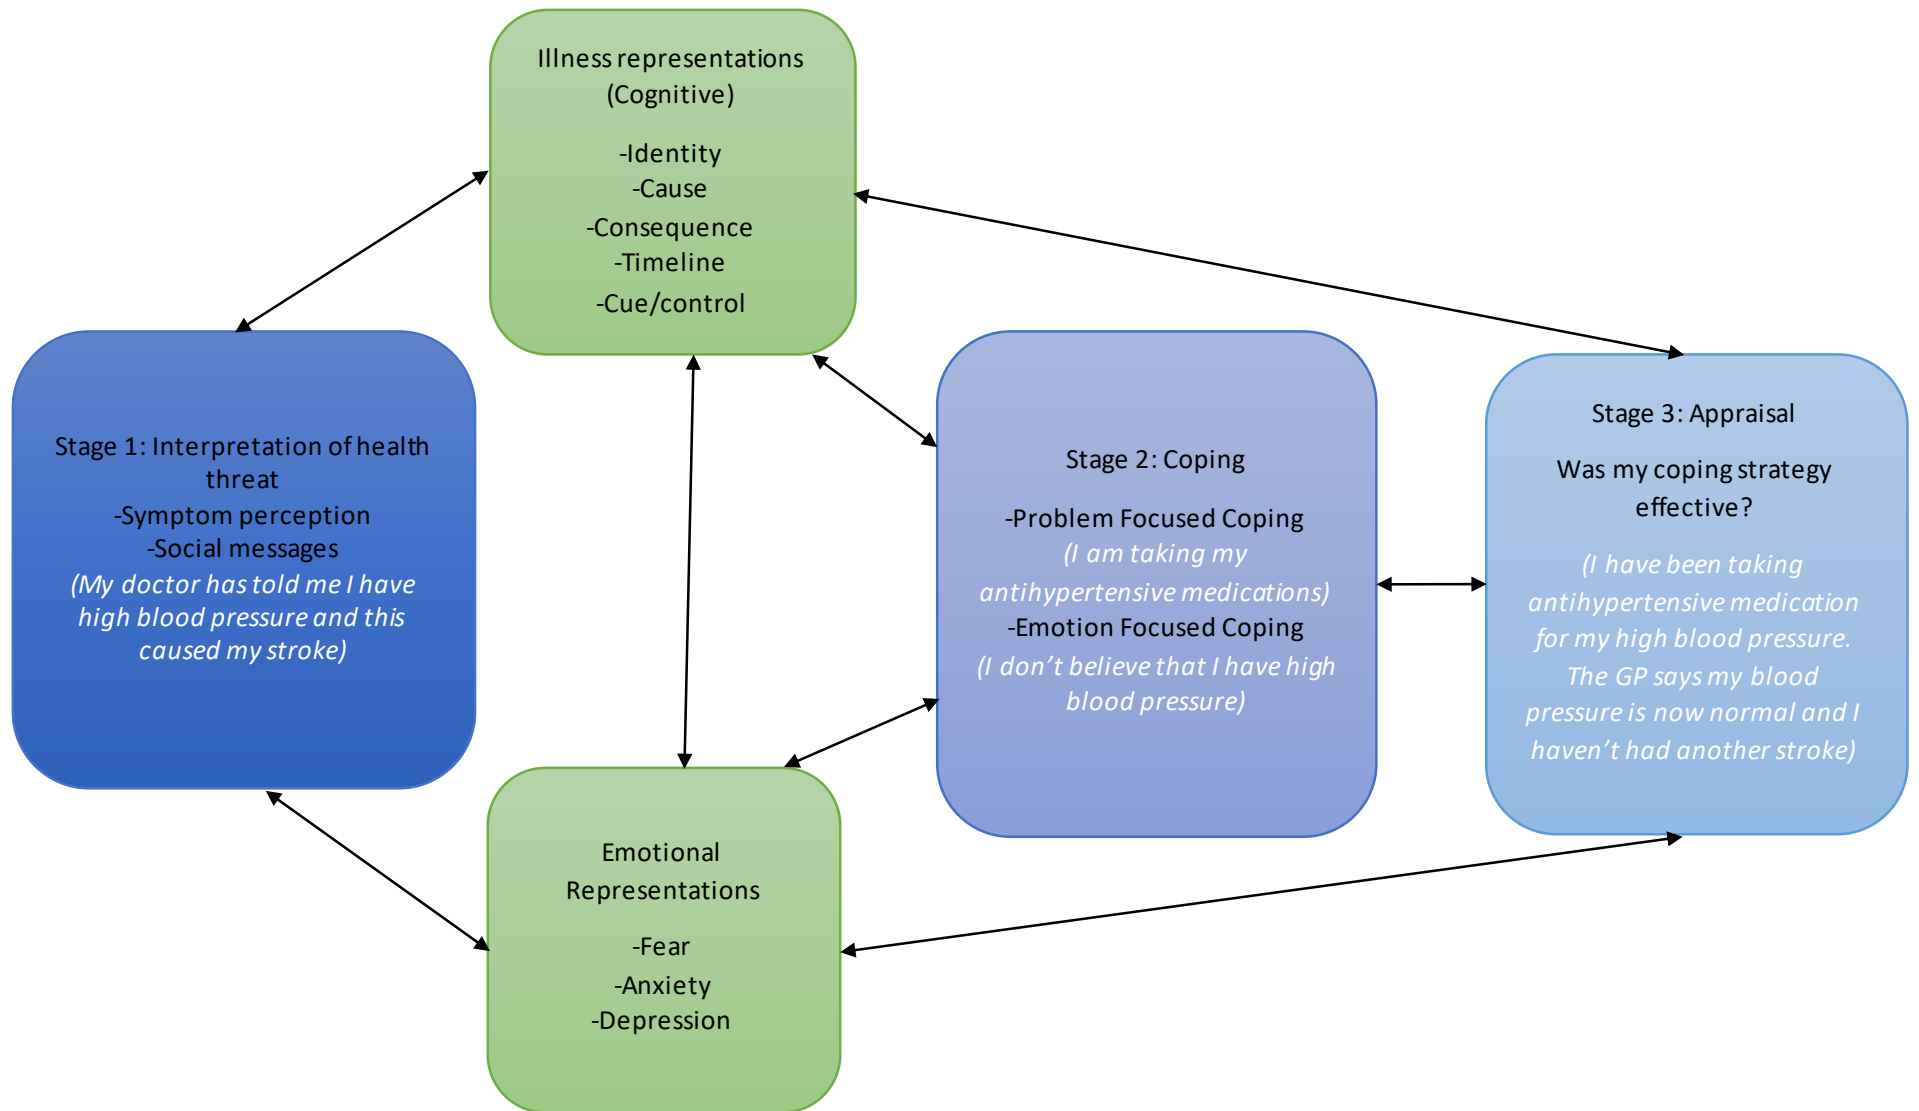 Illness representations
(Cognitive)
-Identity
-Cause
-Consequence
-Timeline
-Cue/control
Stage 1: Interpretation of health
threat
-Symptom perception
-Social messages
(My doctor has told me I have
high blood pressure and this
caused my stroke)
Stage 2: Coping
-Problem Focused Coping
(I am taking my
antihypertensive medications)
-Emotion Focused Coping
(I don’t believe that I have high
blood pressure)
Stage 3: Appraisal
Was my coping strategy
effective?
(I have been taking
antihypertensive medication
for my high blood pressure.
The GP says my blood
pressure is now normal and I
haven’t had another stroke)
Emotional
Representations
-Fear
-Anxiety
-Depression